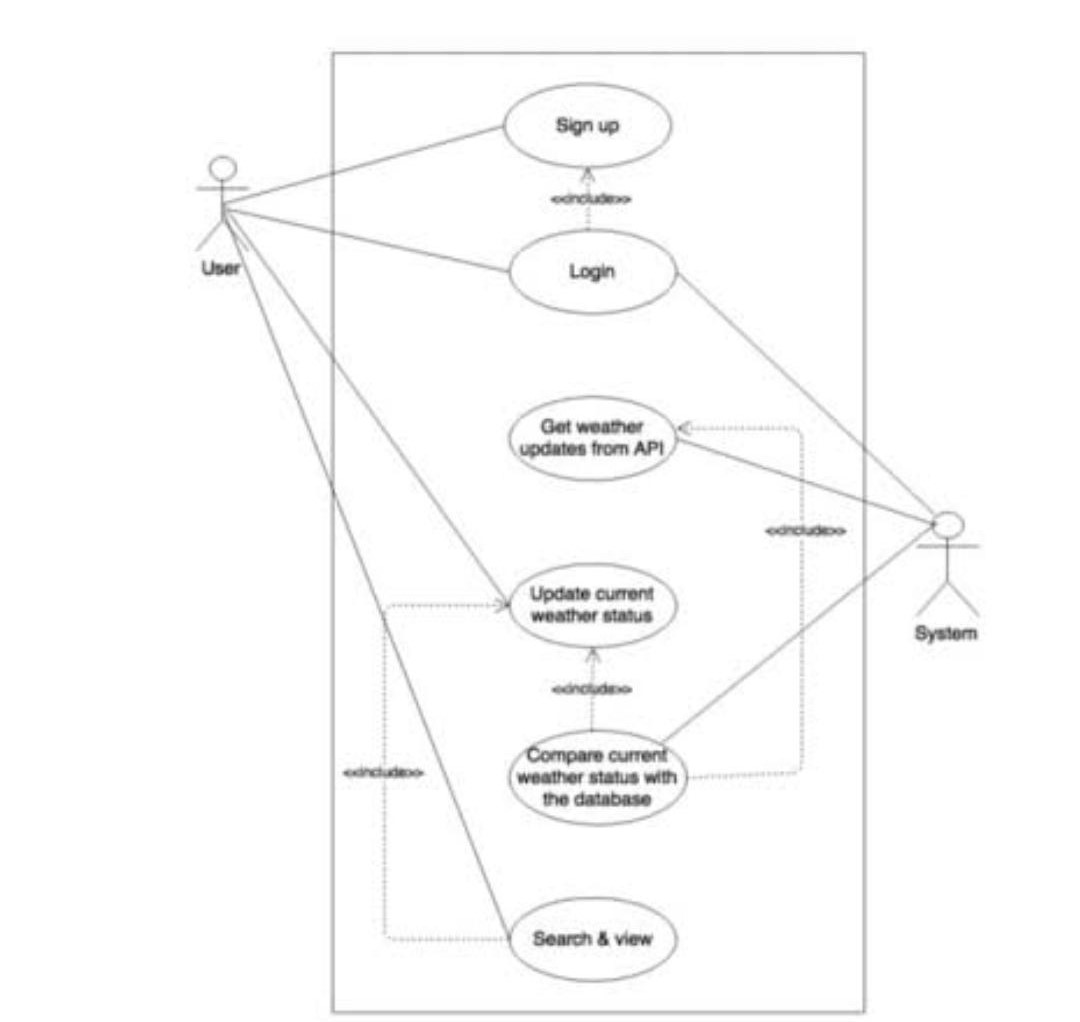 Sign up
<<include>>
User
Login
Get weather
updates from API
<<include>>
Update current
weather status
System
<<include>>
Compare current
weather status with
the database
<<include>>
Search & view